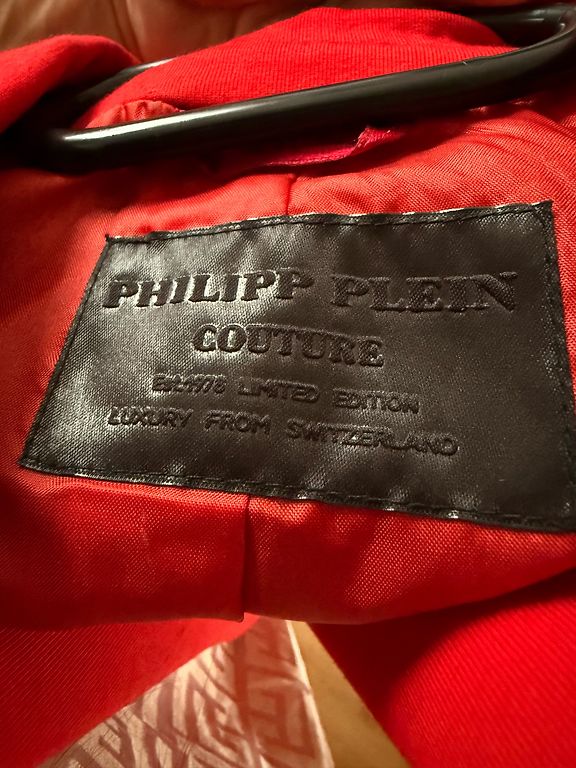 PHILIPP PLEIN
COUTURE
Est.1978 LIMITED EDITION
LUXURY FROM SWITZERLAND